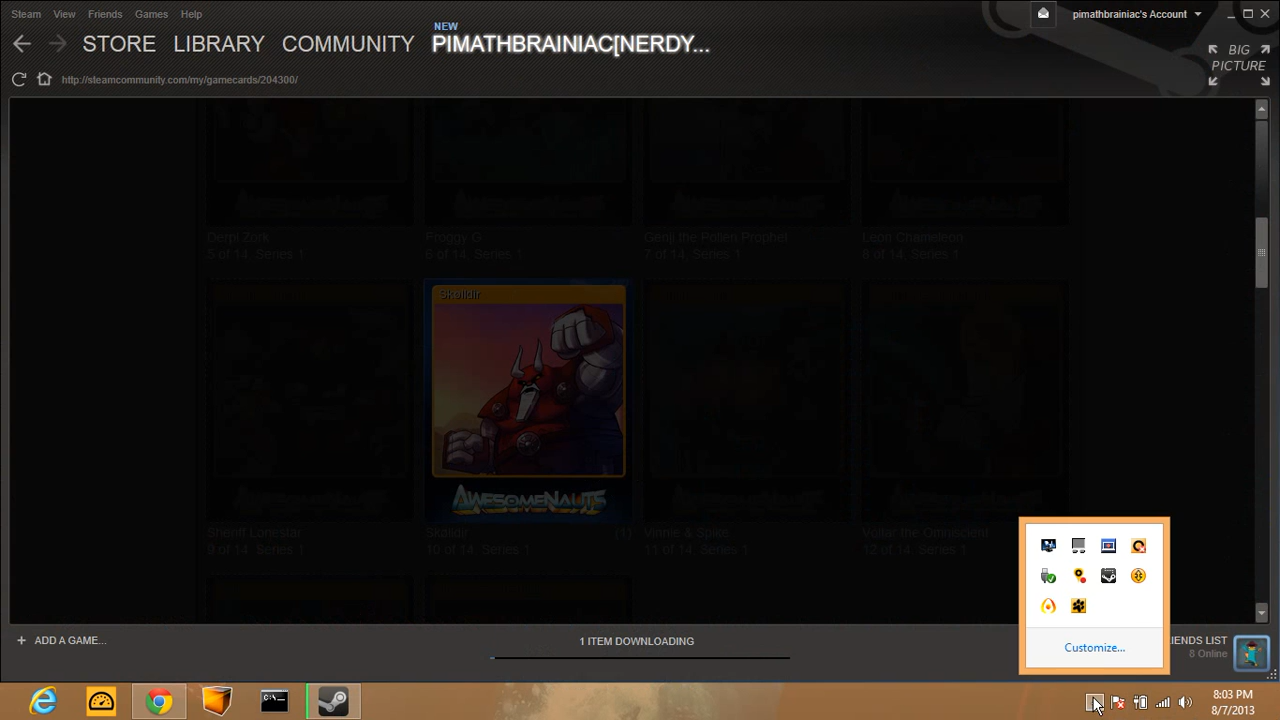 Steam View Friends Games Help
pimathbrainiac's Account
NEW
STORE LIBRARY COMMUNITY PIMATHBRAINIAC[NERDY...
BIG
PICTURE
http://steamcommunity.com/my/gamecards/204300/
Derpl Zork
5 of 14, Series 1
Froggy G
6 of 14, Series 1
Genji the Pollen Prophet
7 of 14, Series 1
Leon Chameleon
8 of 14, Series 1
Skolldir
AWESOMENAUTS
Sheriff Lonestar
9 of 14, Series 1
Skolldir (1)
10 of 14, Series 1
Vinnie & Spike
11 of 14, Series 1
Voltar the Omniscient
12 of 14, Series 1
+ ADD A GAME...
1 ITEM DOWNLOADING
IENDS LIST
8 Online
Customize...
C:\
8:03 PM
8/7/2013